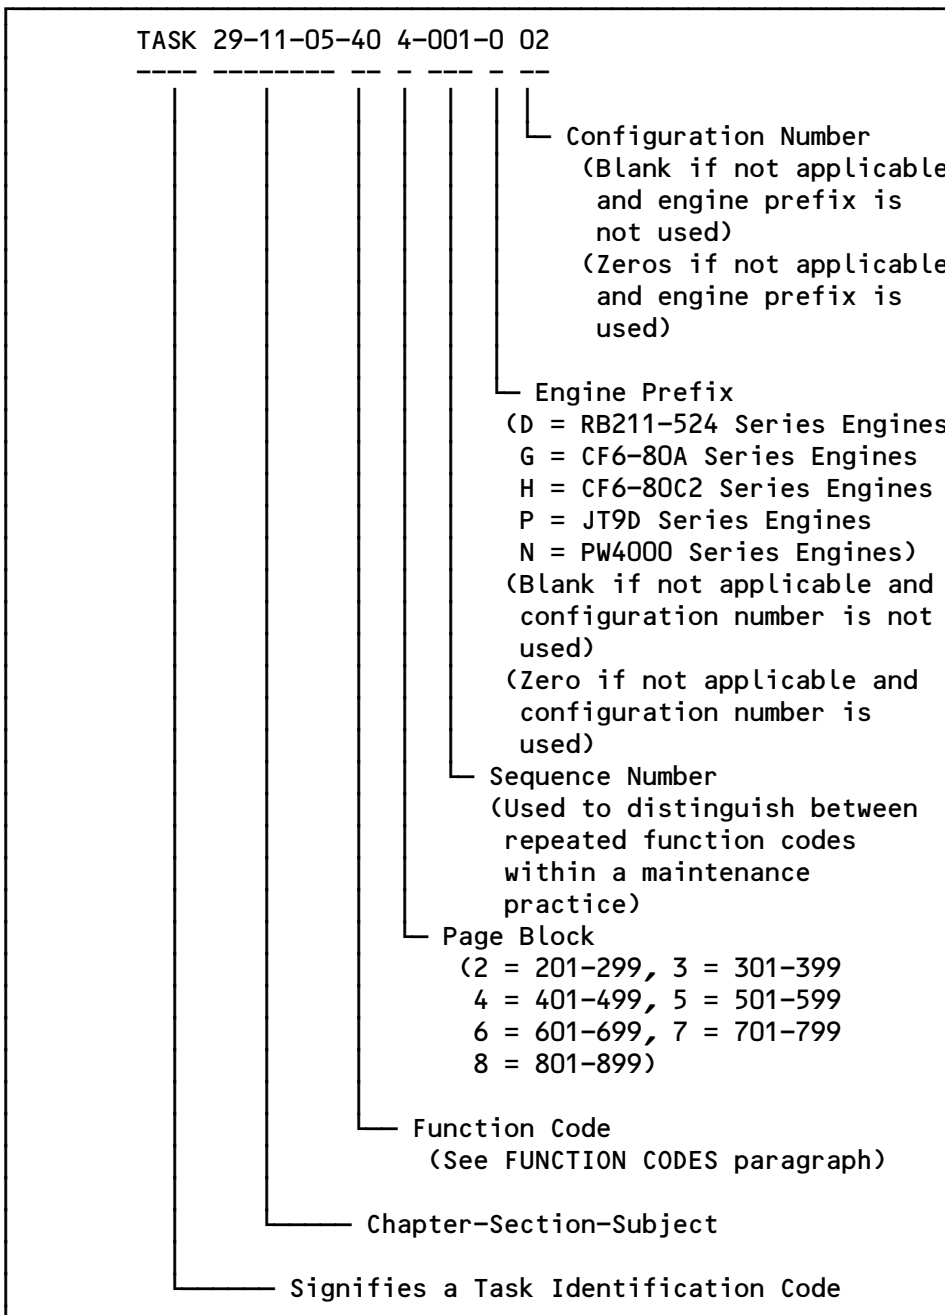 TASK 29-11-05-40 4-001-0 02
---- -------- -- - --- - --
Configuration Number
(Blank if not applicable
and engine prefix is
not used)
(Zeros if not applicable
and engine prefix is
used)
Engine Prefix
(D = RB211-524 Series Engines
G = CF6-80A Series Engines
H = CF6-80C2 Series Engines
P = JT9D Series Engines
N = PW4000 Series Engines)
(Blank if not applicable and
configuration number is not
used)
(Zero if not applicable and
configuration number is
used)
Sequence Number
(Used to distinguish between
repeated function codes
within a maintenance
practice)
Page Block
(2 = 201-299, 3 = 301-399
4 = 401-499, 5 = 501-599
6 = 601-699, 7 = 701-799
8 = 801-899)
Function Code
(See FUNCTION CODES paragraph)
Chapter-Section-Subject
Signifies a Task Identification Code